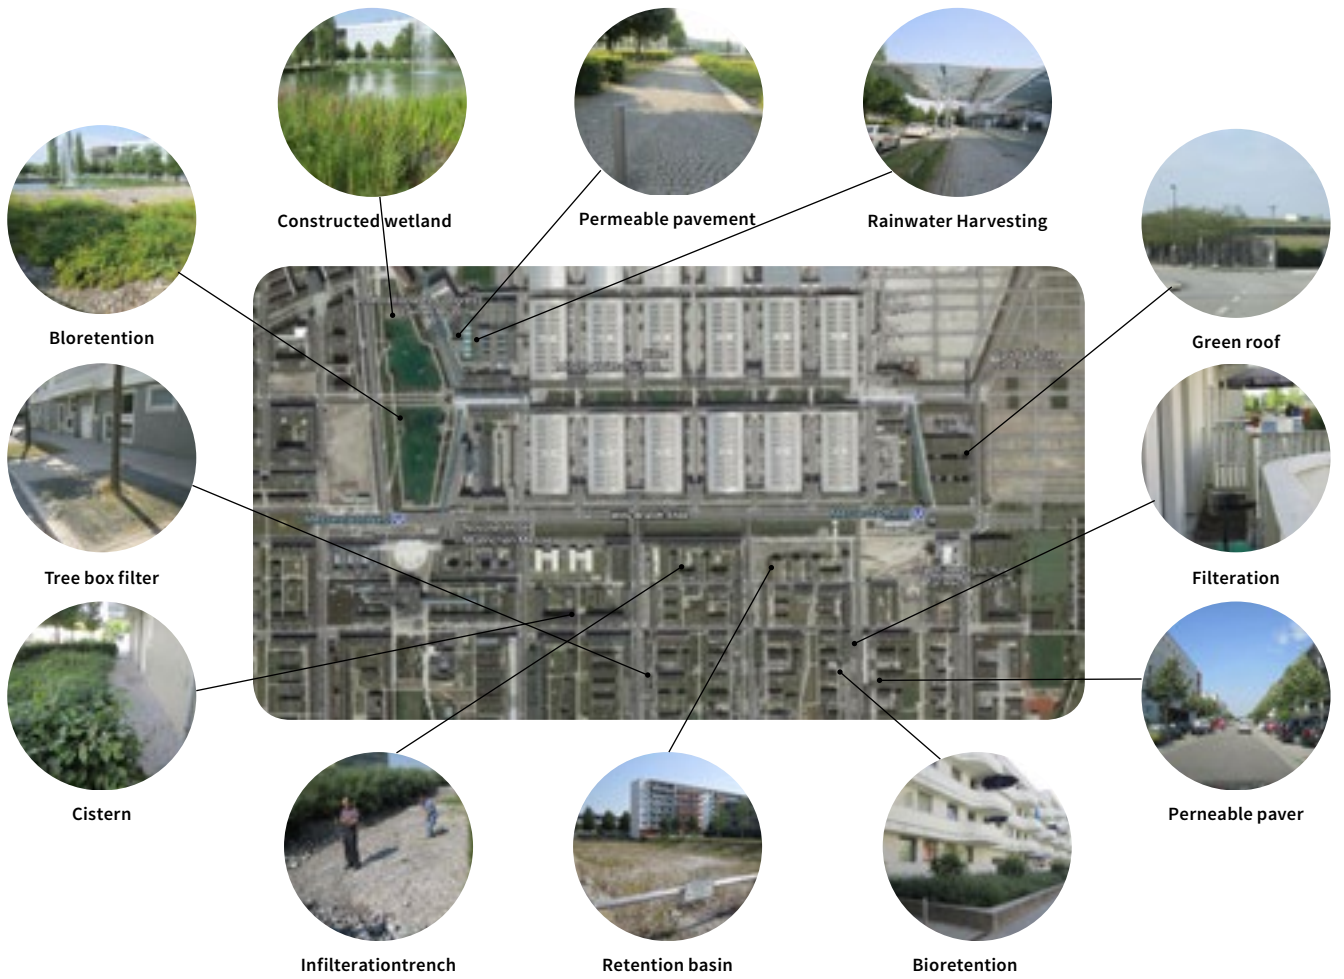 Constructed wetland
Permeable pavement
Rainwater Harvesting
Bloretention
Green roof
Tree box filter
Filteration
Cistern
Perneable paver
Infilterationtrench
Retention basin
Bioretention